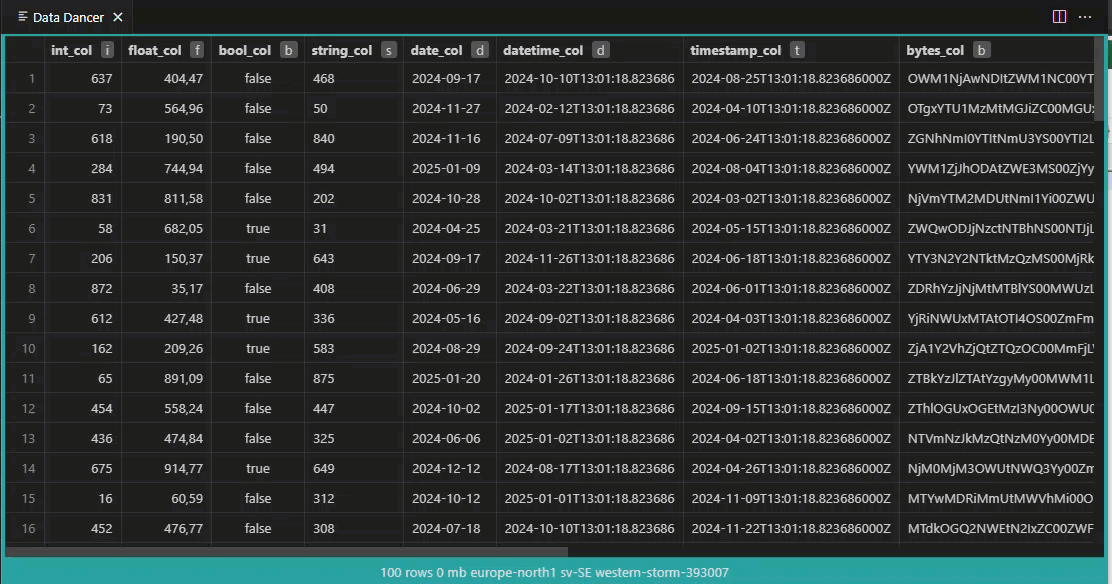 Data Dancer
int_col i float_col f bool_col b string_col s date_col d datetime_col d timestamp_col t bytes_col b
1 637 404,47 false 468 2024-09-17 2024-10-10T13:01:18.823686 2024-08-25T13:01:18.823686000Z
2 73 564,96 false 50 2024-11-27 2024-02-12T13:01:18.823686 2024-04-10T13:01:18.823686000Z
3 618 190,50 false 840 2024-11-16 2024-07-09T13:01:18.823686 2024-06-24T13:01:18.823686000Z
4 284 744,94 false 494 2025-01-09 2024-03-14T13:01:18.823686 2024-08-04T13:01:18.823686000Z
5 831 811,58 false 202 2024-10-28 2024-10-02T13:01:18.823686 2024-03-02T13:01:18.823686000Z
6 58 682,05 true 31 2024-04-25 2024-03-21T13:01:18.823686 2024-05-15T13:01:18.823686000Z
7 206 150,37 true 643 2024-09-17 2024-11-26T13:01:18.823686 2024-06-18T13:01:18.823686000Z
8 872 35,17 false 408 2024-06-29 2024-03-22T13:01:18.823686 2024-06-01T13:01:18.823686000Z
9 612 427,48 true 336 2024-05-16 2024-09-02T13:01:18.823686 2024-04-03T13:01:18.823686000Z
10 162 209,26 true 583 2024-08-29 2024-09-24T13:01:18.823686 2025-01-02T13:01:18.823686000Z
11 65 891,09 false 875 2025-01-20 2024-01-26T13:01:18.823686 2024-06-18T13:01:18.823686000Z
12 454 558,24 false 447 2024-10-02 2025-01-17T13:01:18.823686 2024-09-15T13:01:18.823686000Z
13 436 474,84 false 325 2024-06-06 2025-01-02T13:01:18.823686 2024-04-02T13:01:18.823686000Z
14 675 914,77 true 649 2024-12-12 2024-08-17T13:01:18.823686 2024-04-26T13:01:18.823686000Z
15 16 60,59 false 312 2024-10-12 2025-01-01T13:01:18.823686 2024-11-09T13:01:18.823686000Z
16 452 476,77 false 308 2024-07-18 2024-10-10T13:01:18.823686 2024-11-22T13:01:18.823686000Z
100 rows 0 mb europe-north1 sv-SE western-storm-393007